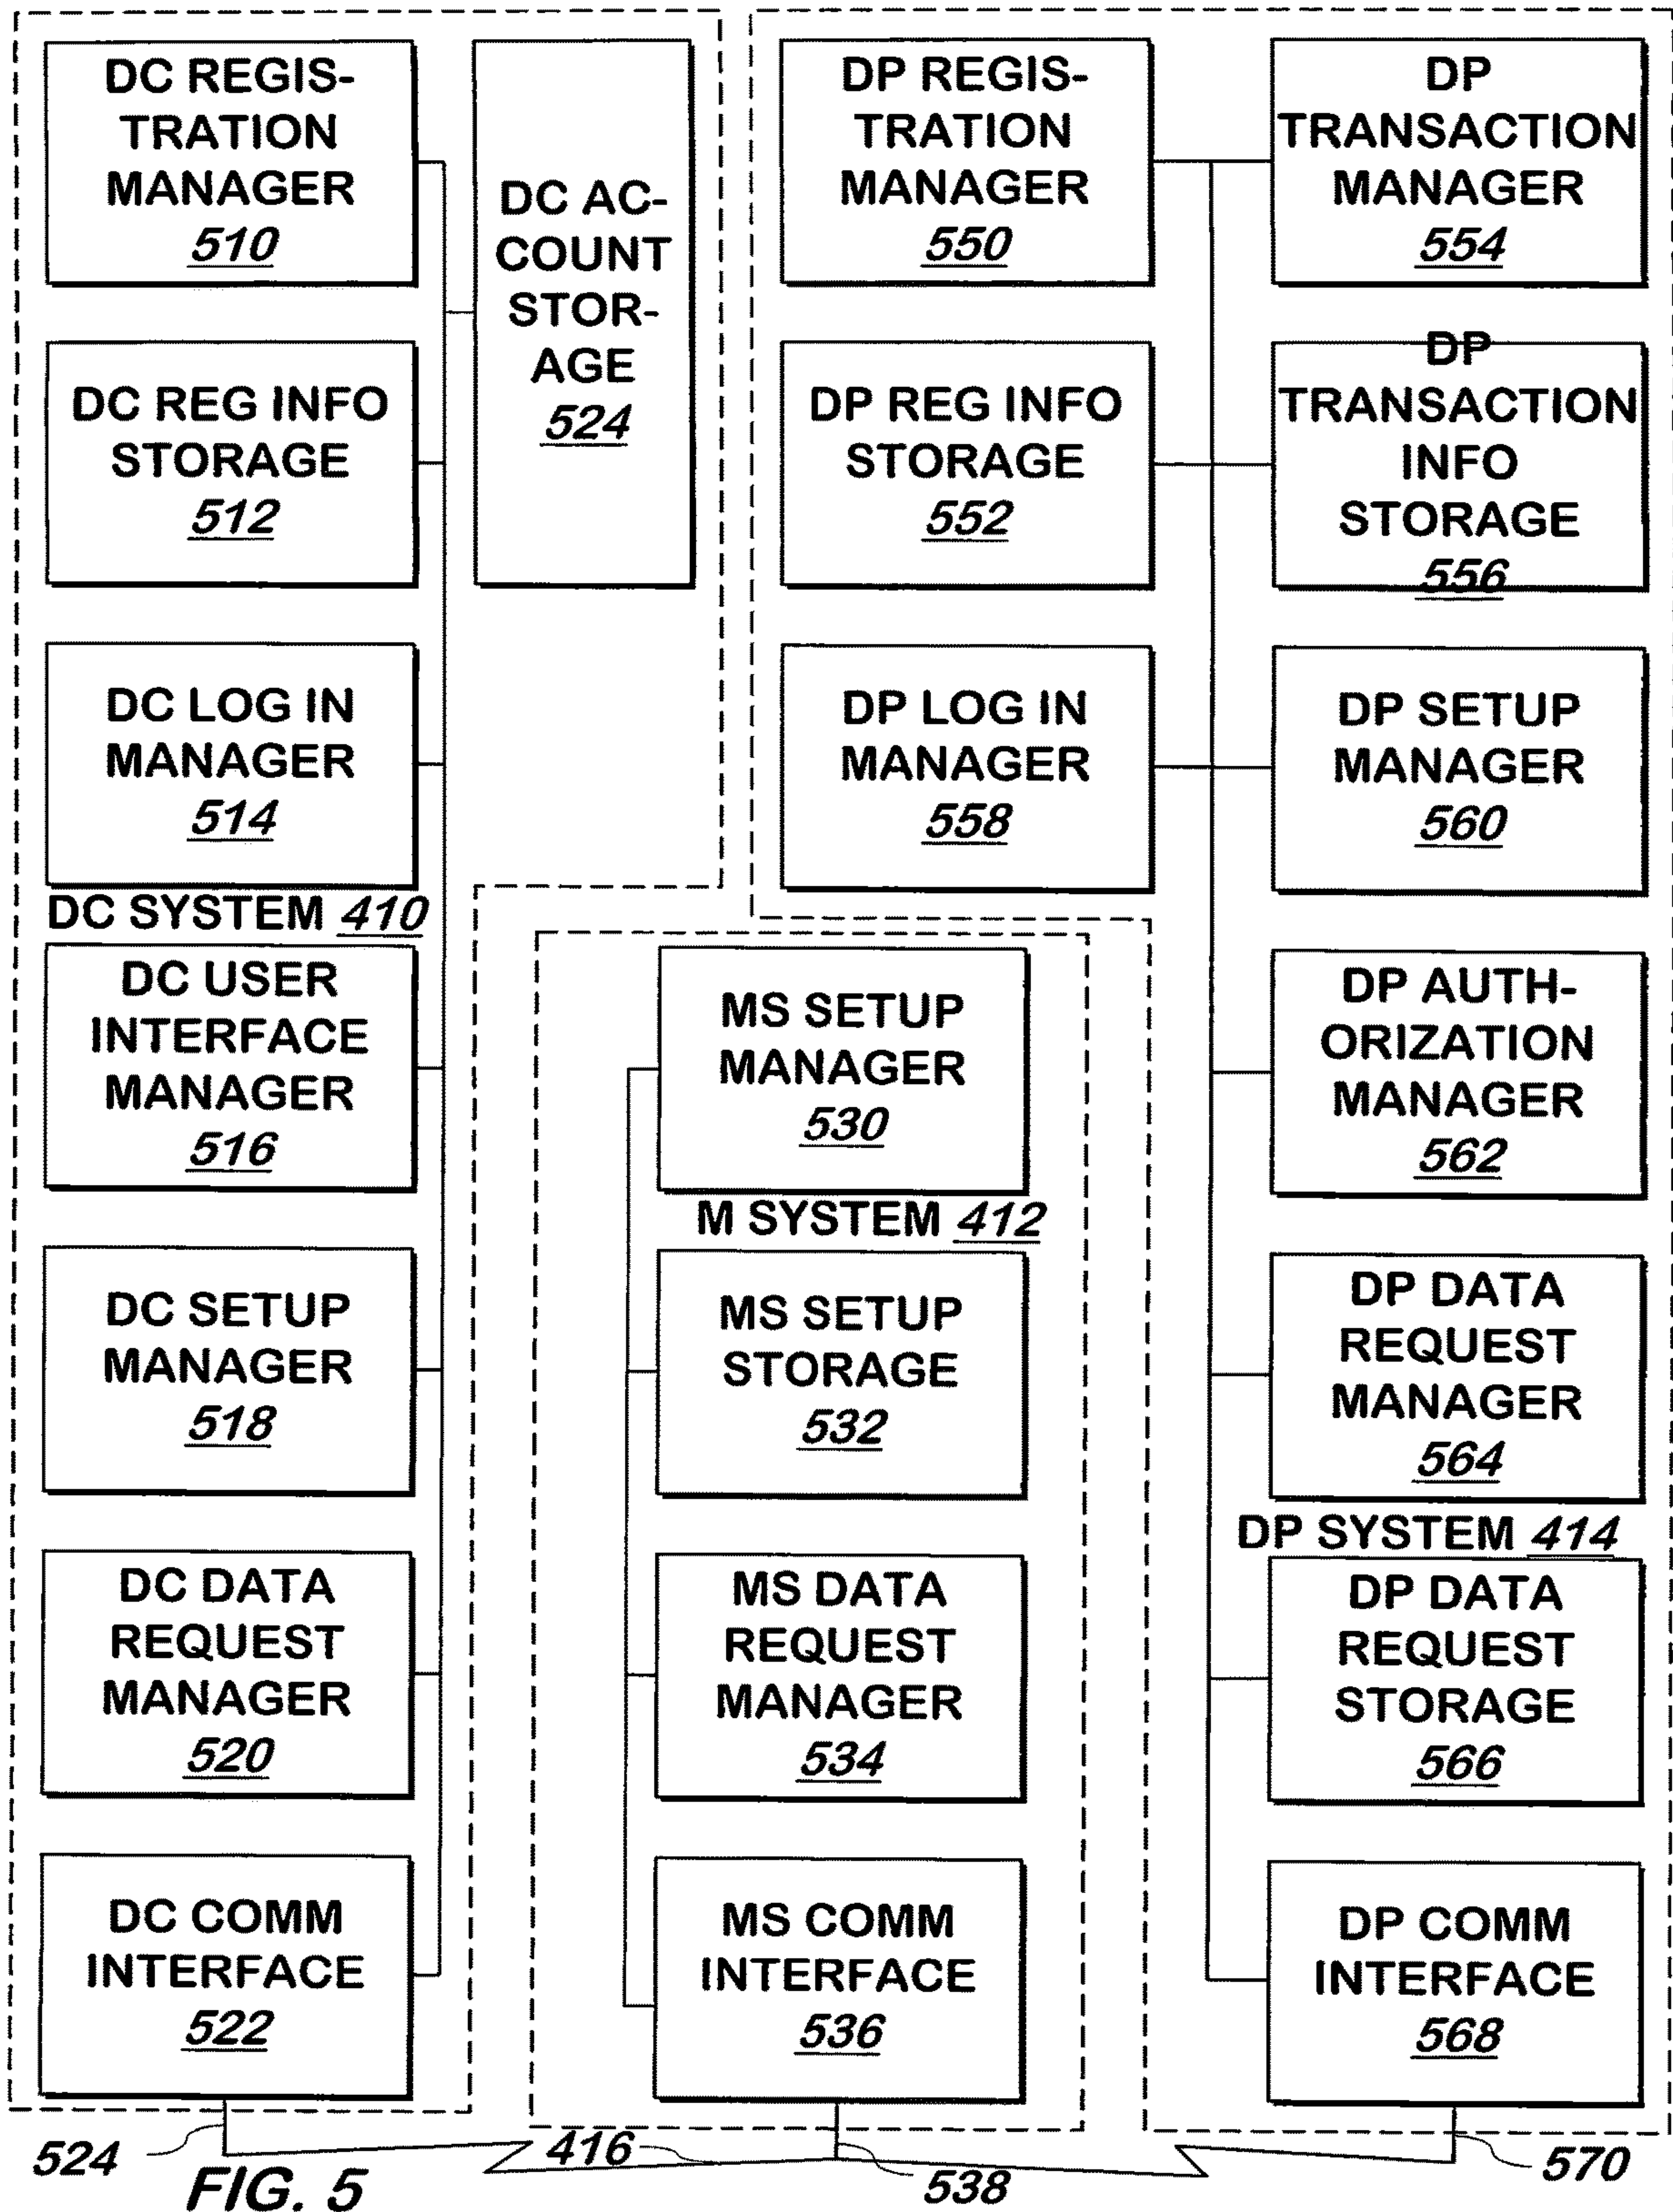 DC REGIS-
TRATION
MANAGER
510
DC AC-
COUNT
STOR-
AGE
524
DC REG INFO
STORAGE
512
DC LOG IN
MANAGER
514
DC SYSTEM 410
DC USER
INTERFACE
MANAGER
516
DC SETUP
MANAGER
518
DC DATA
REQUEST
MANAGER
520
DC COMM
INTERFACE
522
MS SETUP
MANAGER
530
M SYSTEM 412
MS SETUP
STORAGE
532
MS DATA
REQUEST
MANAGER
534
MS COMM
INTERFACE
536
DP REGIS-
TRATION
MANAGER
550
DP
TRANSACTION
MANAGER
554
DP REG INFO
STORAGE
552
DP
TRANSACTION
INFO
STORAGE
556
DP LOG IN
MANAGER
558
DP SETUP
MANAGER
560
DP AUTH-
ORIZATION
MANAGER
562
DP DATA
REQUEST
MANAGER
564
DP SYSTEM 414
DP DATA
REQUEST
STORAGE
566
DP COMM
INTERFACE
568
524
416
538
570
FIG. 5